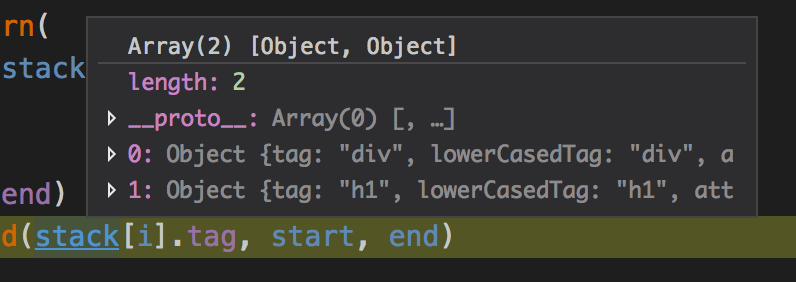 rn(
Array(2) [Object, Object]
stack
length: 2
__proto__: Array(0) [, …]
0: Object {tag: "div", lowerCasedTag: "div", a
1: Object {tag: "h1", lowerCasedTag: "h1", att
end)
d(stack[i].tag, start, end)